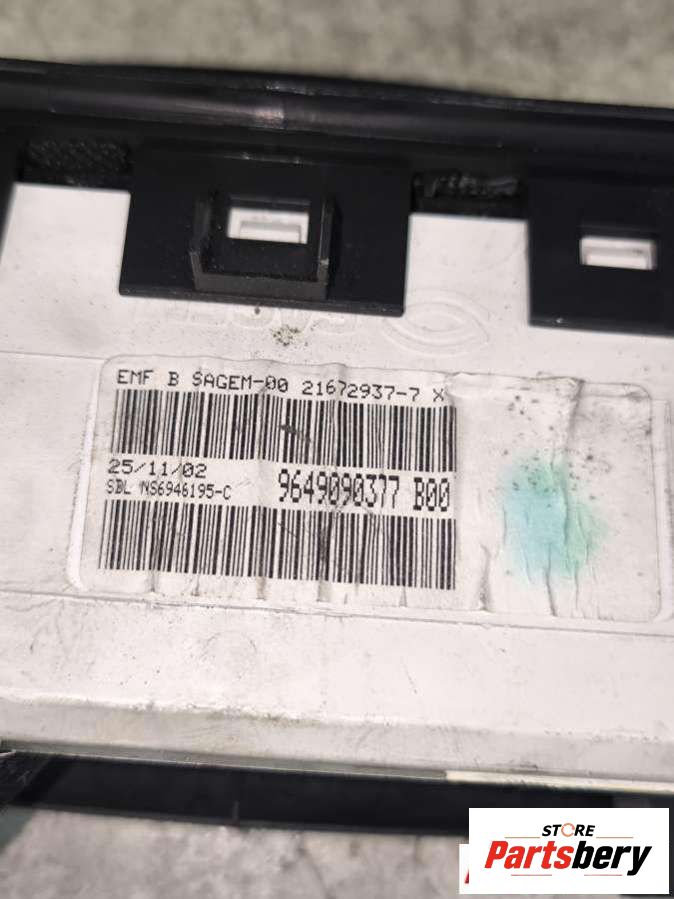 EMF B SAGEM-00 21672937-7 X
25/11/02
SBL NS6946195-C
9649090377 B00
STORE
Partsbery